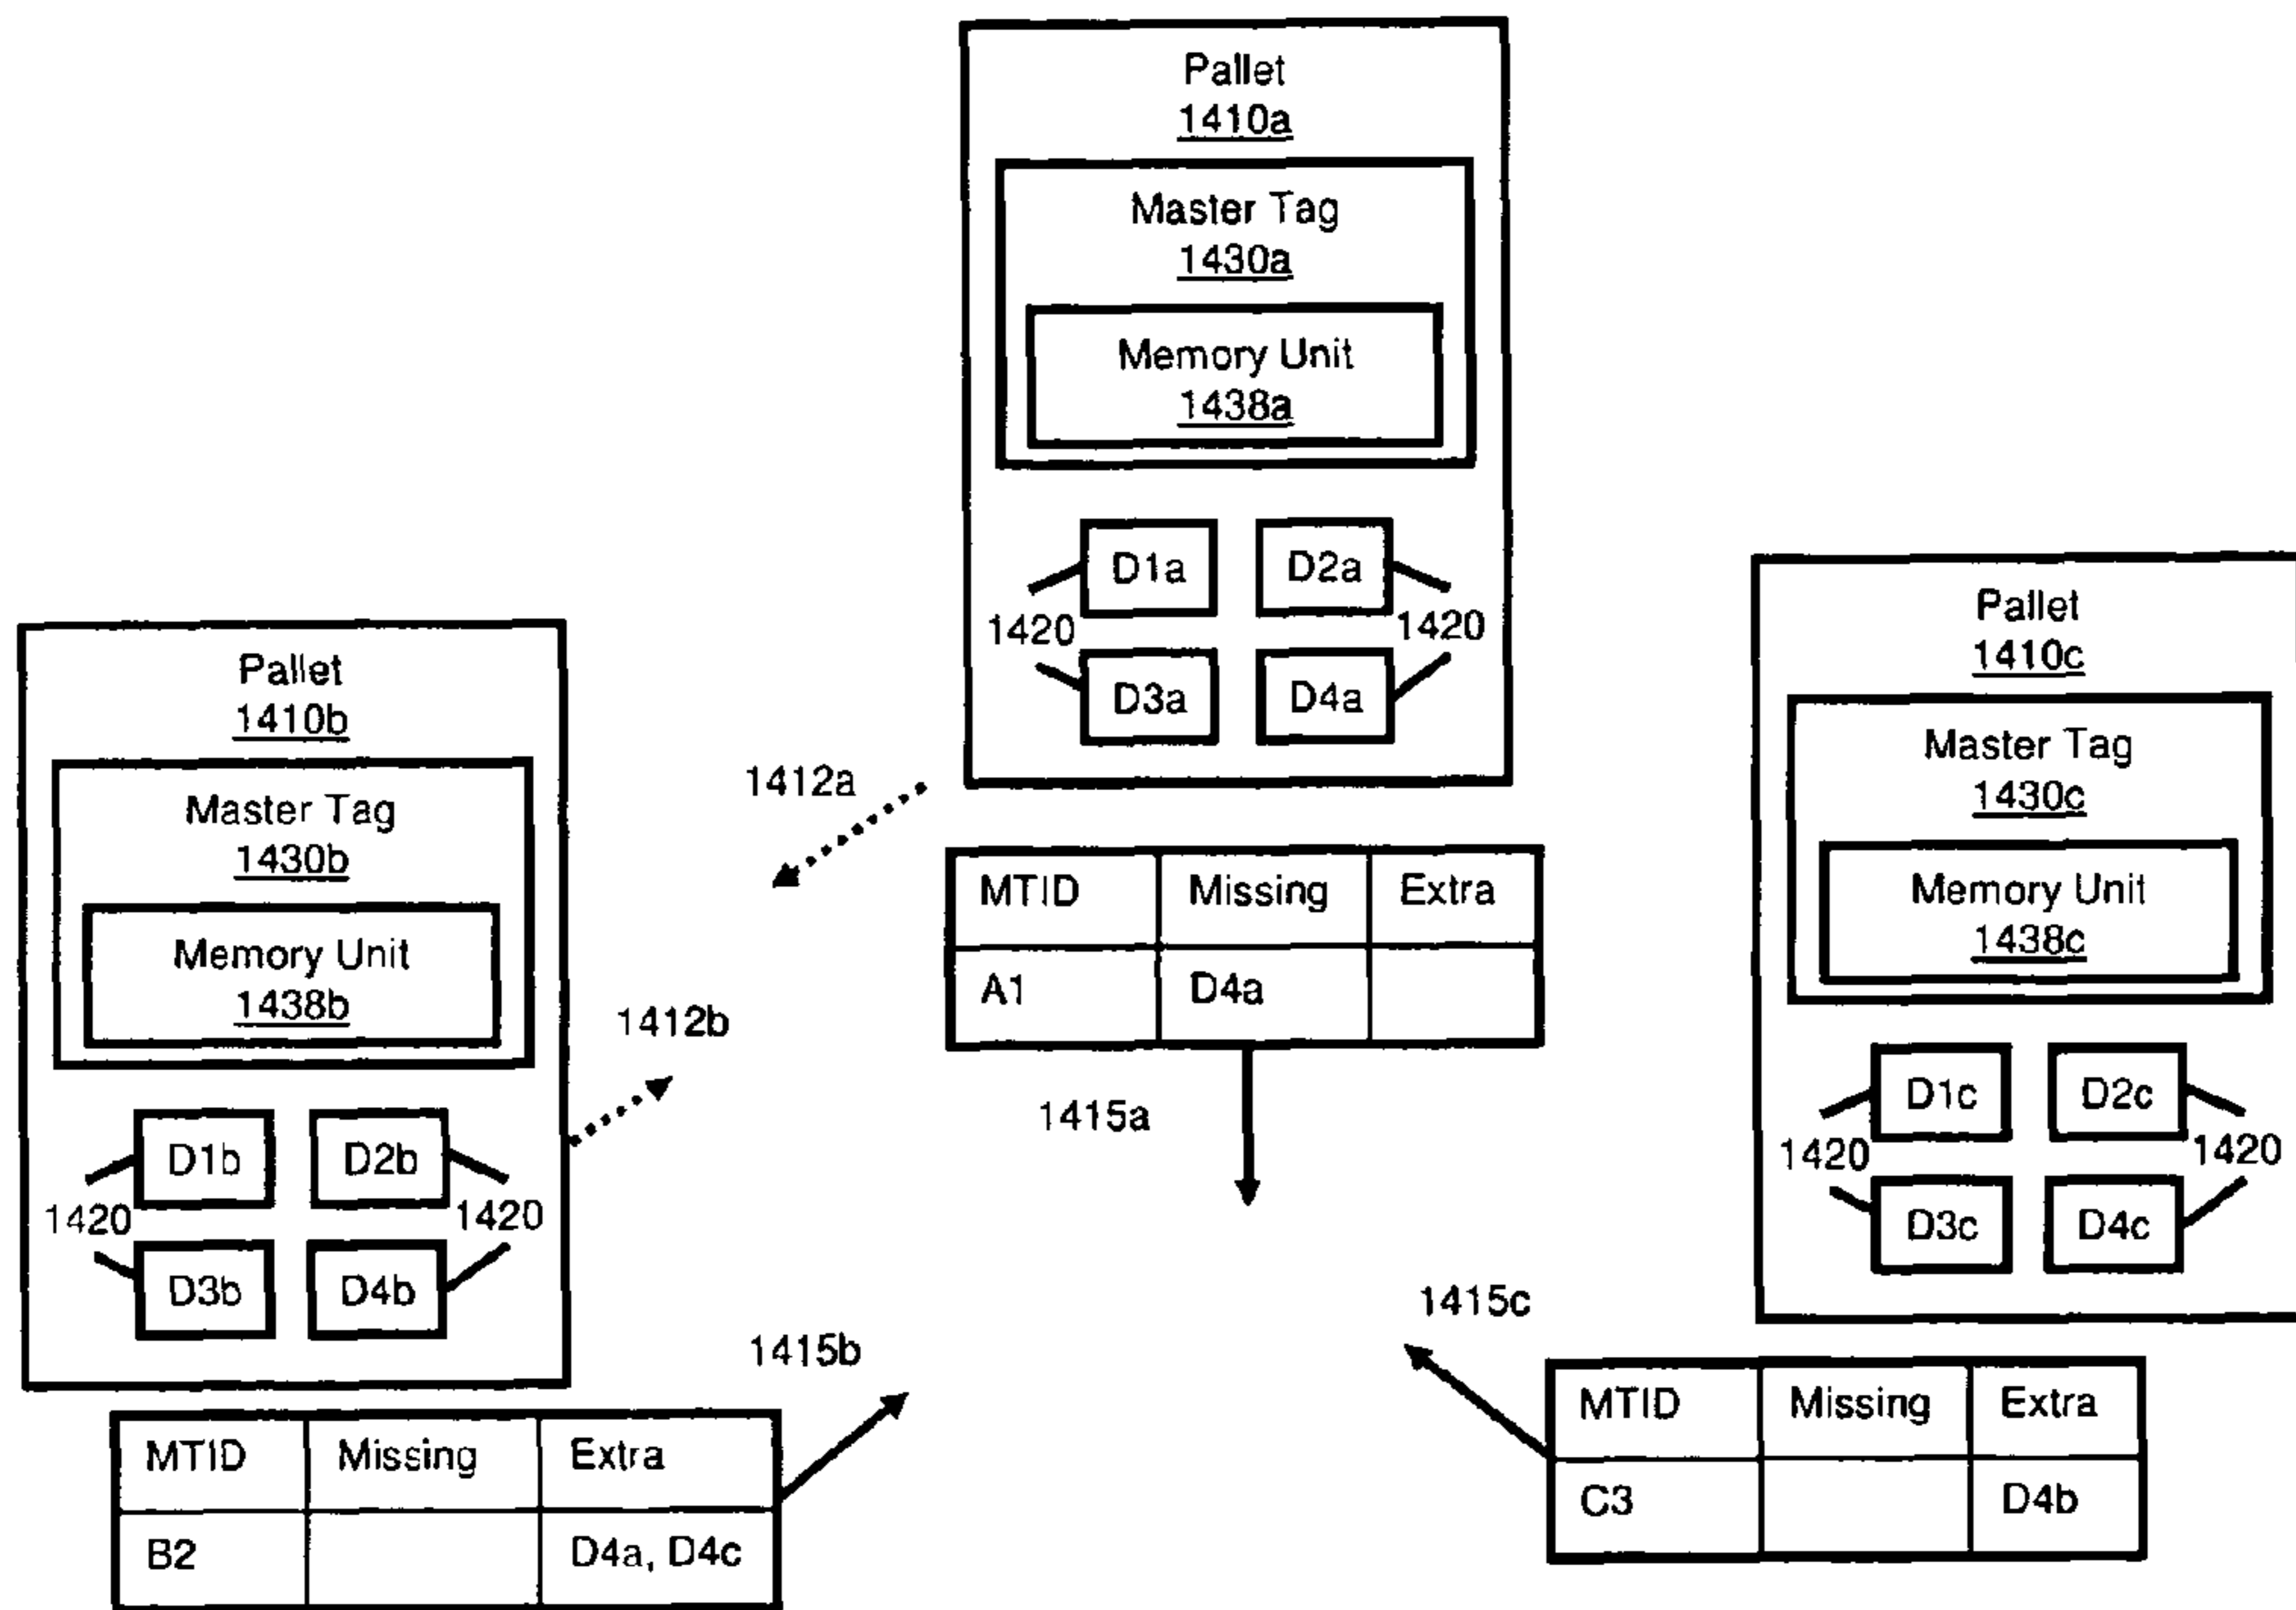 Pallet
1410a
Master Tag
1430a
Memory Unit
1438a
D1a D2a
1420 1420
D3a D4a
1412a
MTID Missing Extra
A1 D4a
1415a
Pallet
1410b
Master Tag
1430b
Memory Unit
1438b
1412b
D1b D2b
1420 1420
D3b D4b
1415b
MTID Missing Extra
B2 D4a, D4c
Pallet
1410c
Master Tag
1430c
Memory Unit
1438c
D1c D2c
1420 1420
D3c D4c
1415c
MTID Missing Extra
C3 D4b